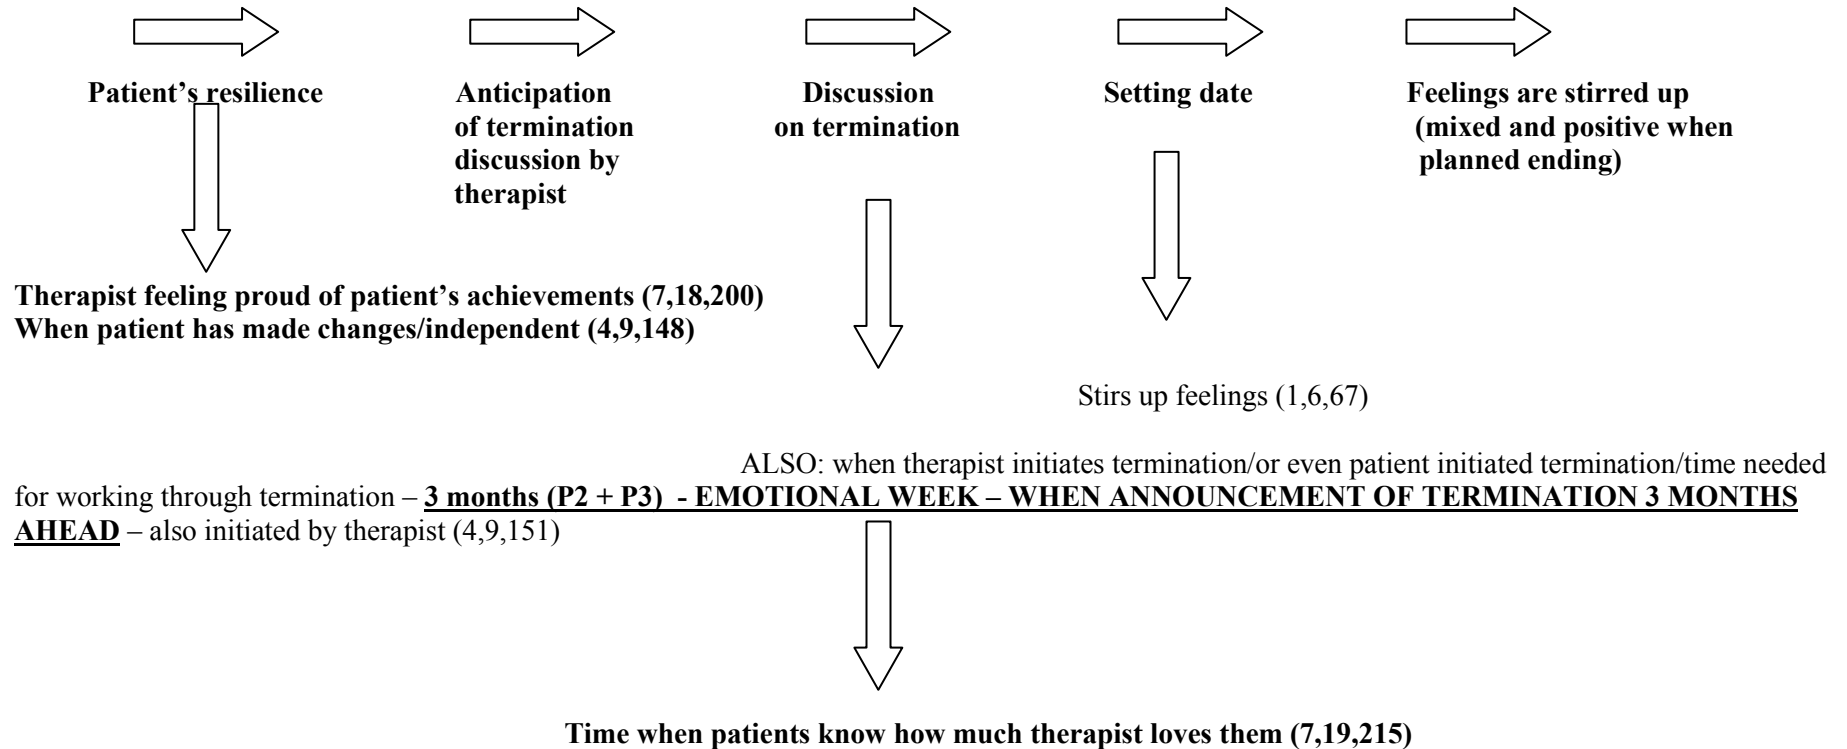 Patient's resilience
Anticipation
of termination
discussion by
therapist
Discussion
on termination
Setting date
Feelings are stirred up
(mixed and positive when
planned ending)
Therapist feeling proud of patient's achievements (7,18,200)
When patient has made changes/independent (4,9,148)
Stirs up feelings (1,6,67)
ALSO: when therapist initiates termination/or even patient initiated termination/time needed
for working through termination – 3 months (P2 + P3) - EMOTIONAL WEEK – WHEN ANNOUNCEMENT OF TERMINATION 3 MONTHS
AHEAD – also initiated by therapist (4,9,151)
Time when patients know how much therapist loves them (7,19,215)